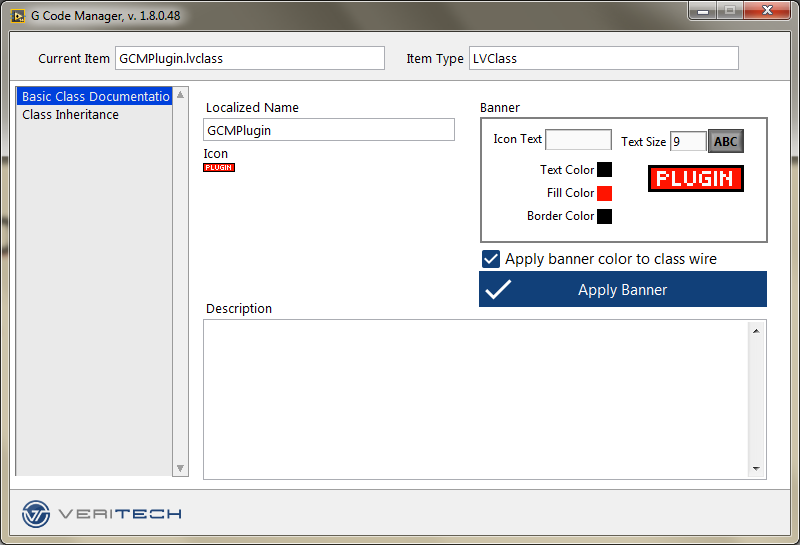 G Code Manager, v. 1.8.0.48
Current Item GCMPlugin.lvclass Item Type LVClass
Basic Class Documentatio
Class Inheritance
Localized Name
GCMPlugin
Icon
PLUGIN
Banner
Icon Text Text Size 9 ABC
Text Color
Fill Color
Border Color
PLUGIN
Apply banner color to class wire
Apply Banner
Description
VERITECH